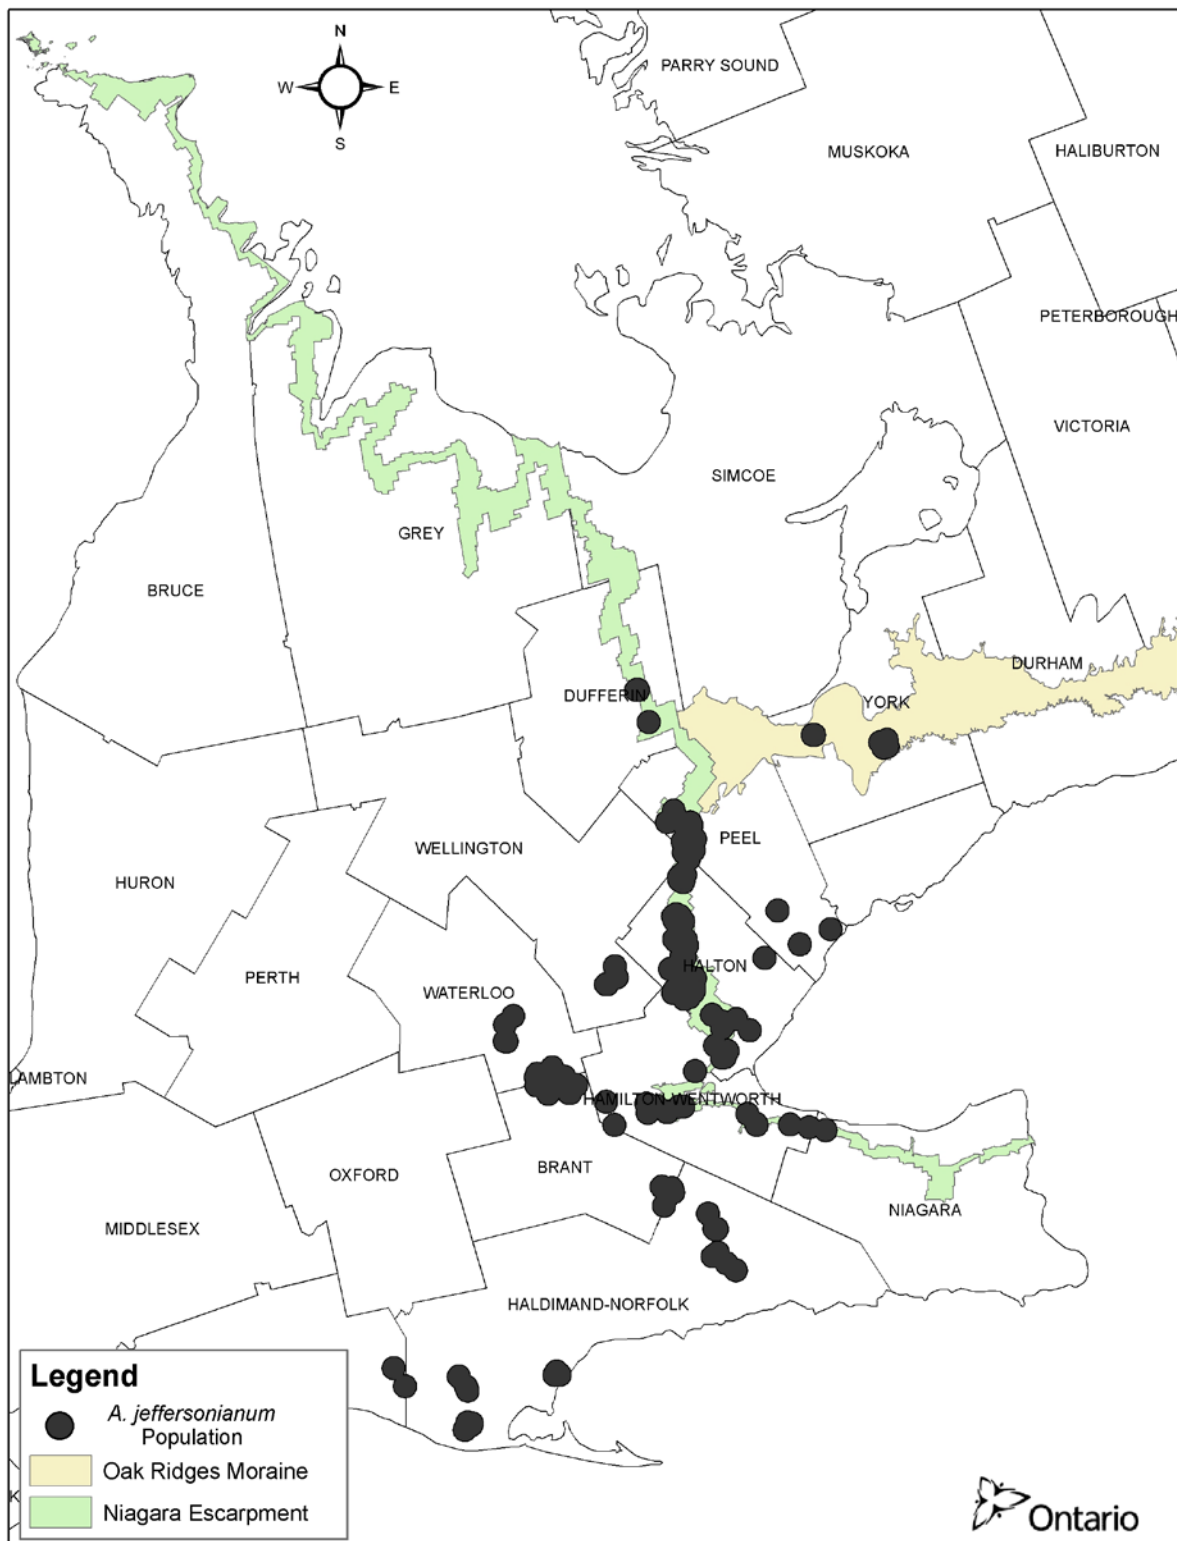 N
PARRY SOUND
W E
S
MUSKOKA
HALIBURTON
PETERBOROUGH
VICTORIA
SIMCOE
GREY
BRUCE
DURHAM
DUFFERIN
YORK
PEEL
WELLINGTON
HURON
HALTON
PERTH
WATERLOO
LAMBTON
HAMILTON-WENTWORTH
BRANT
OXFORD
NIAGARA
MIDDLESEX
HALDIMAND-NORFOLK
Legend
A. jeffersonianum
Population
Oak Ridges Moraine
K
Niagara Escarpment
Ontario